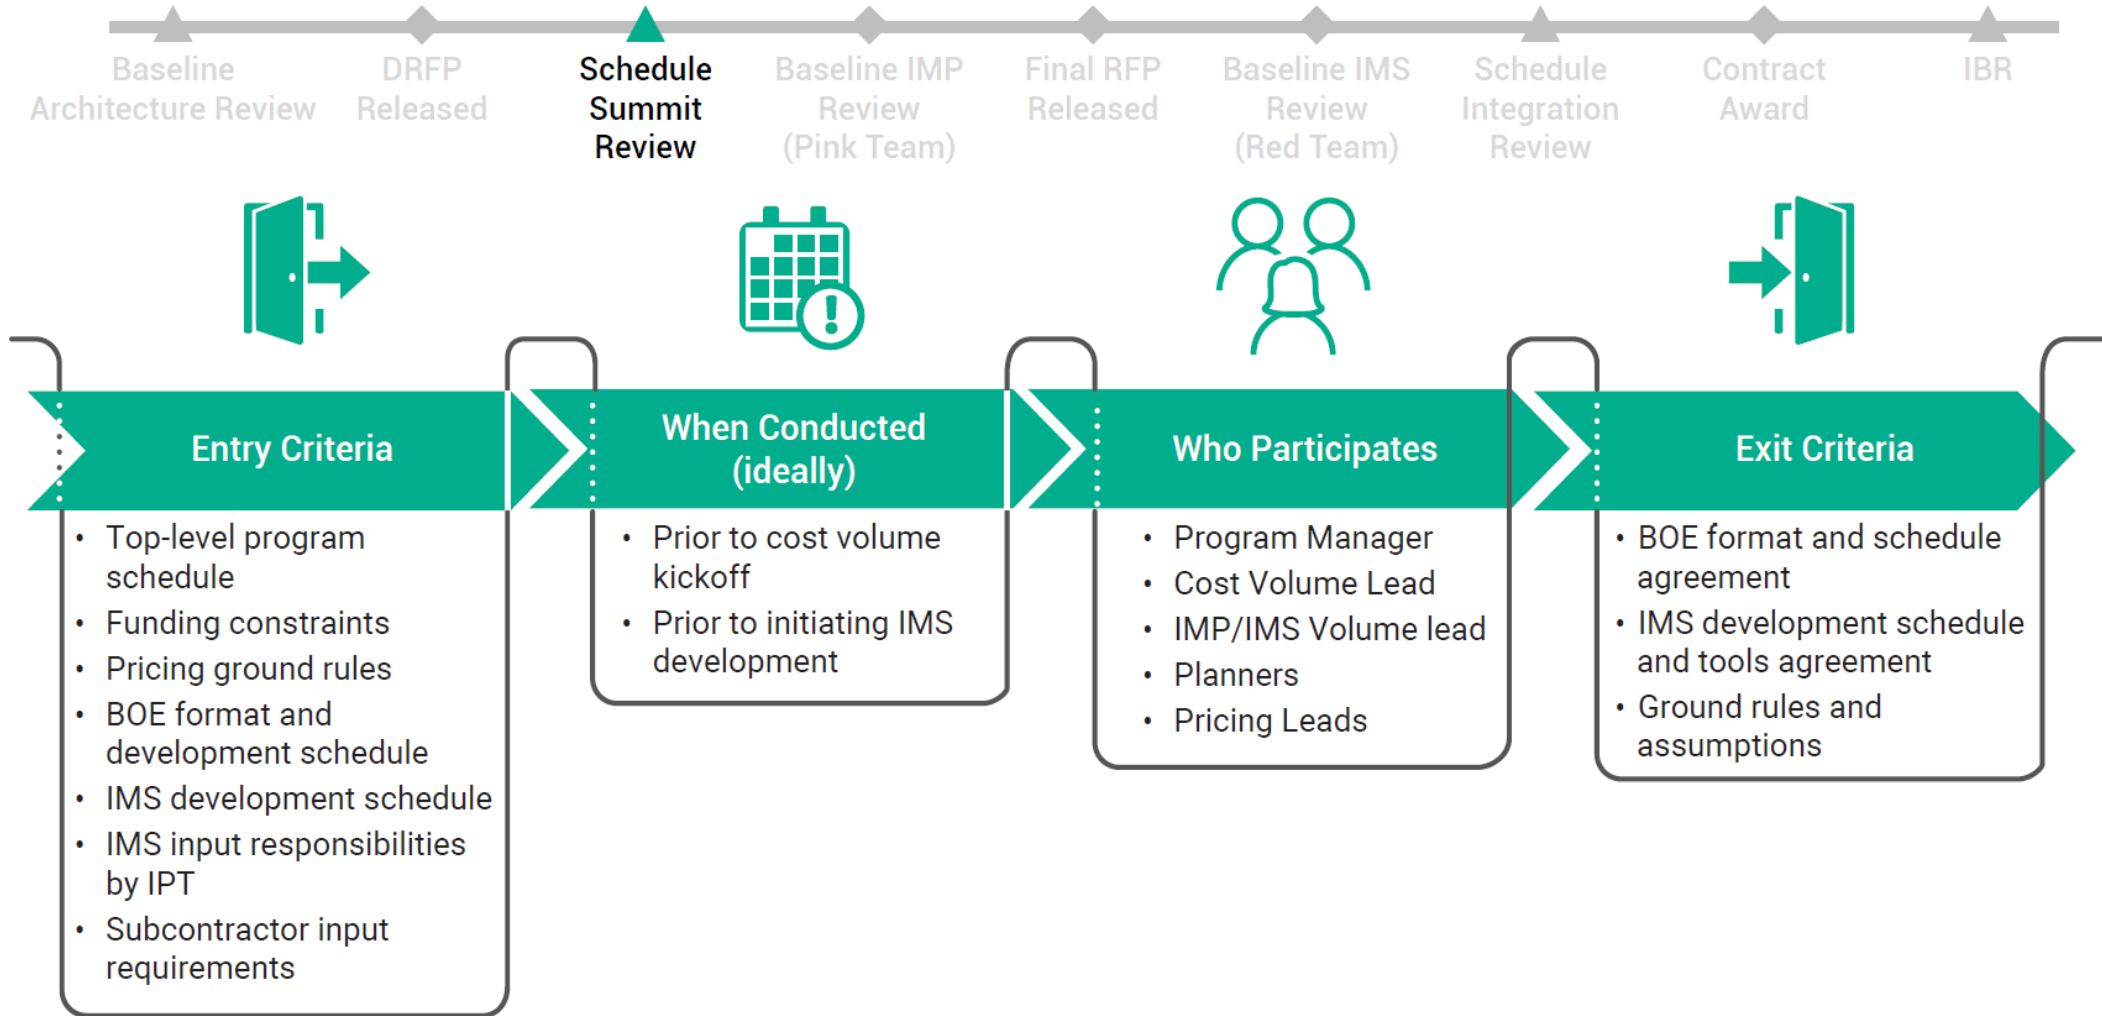 Baseline
Architecture Review
DRFP
Released
Schedule
Summit
Review
Baseline IMP
Review
(Pink Team)
Final RFP
Released
Baseline IMS
Review
(Red Team)
Schedule
Integration
Review
Contract
Award
IBR
Entry Criteria
• Top-level program
schedule
• Funding constraints
• Pricing ground rules
• BOE format and
development schedule
• IMS development schedule
• IMS input responsibilities
by IPT
• Subcontractor input
requirements
When Conducted
(ideally)
• Prior to cost volume
kickoff
• Prior to initiating IMS
development
Who Participates
• Program Manager
• Cost Volume Lead
• IMP/IMS Volume lead
• Planners
• Pricing Leads
Exit Criteria
• BOE format and schedule
agreement
• IMS development schedule
and tools agreement
• Ground rules and
assumptions